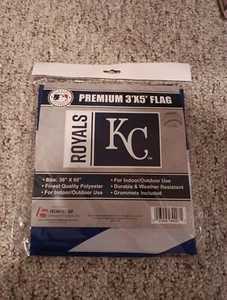 PREMIUM 3'X5' FLAG
ROYALS
KC
• Size: 36" X 60"
• Finest Quality Polyester
• For Indoor/Outdoor Use
• For Indoor/Outdoor Use
• Durable & Weather Resistant
• Grommets Included